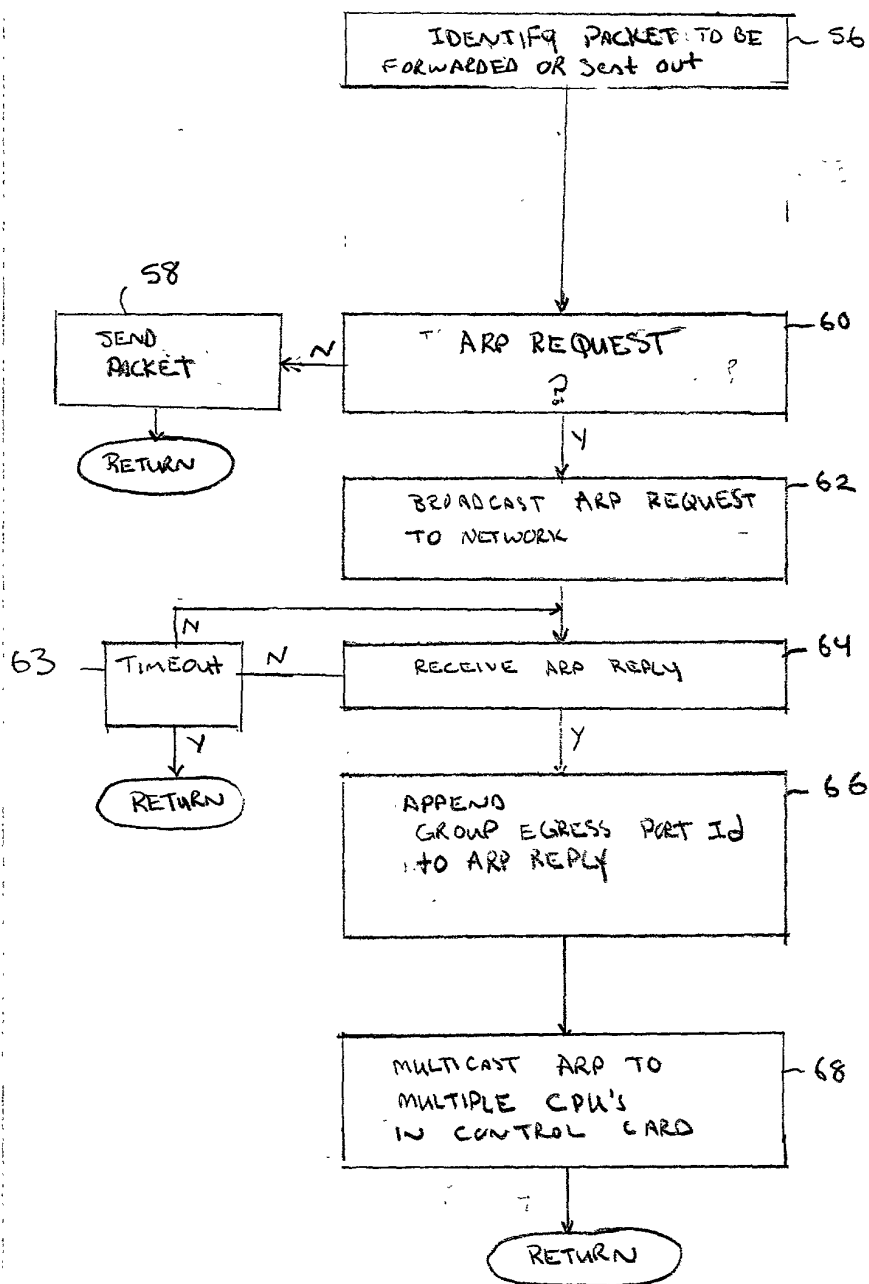 IDENTIFY PACKET TO BE
FORWARDED OR Sent out
56
58
SEND
PACKET
N
ARP REQUEST
?
60
RETURN
Y
BROADCAST ARP REQUEST
TO NETWORK
62
N
63
TIMEOUT
N
RECEIVE ARP REPLY
64
Y
Y
RETURN
APPEND
GROUP EGRESS PORT Id
to ARP REPLY
66
MULTICAST ARP TO
MULTIPLE CPU'S
IN CONTROL CARD
68
RETURN